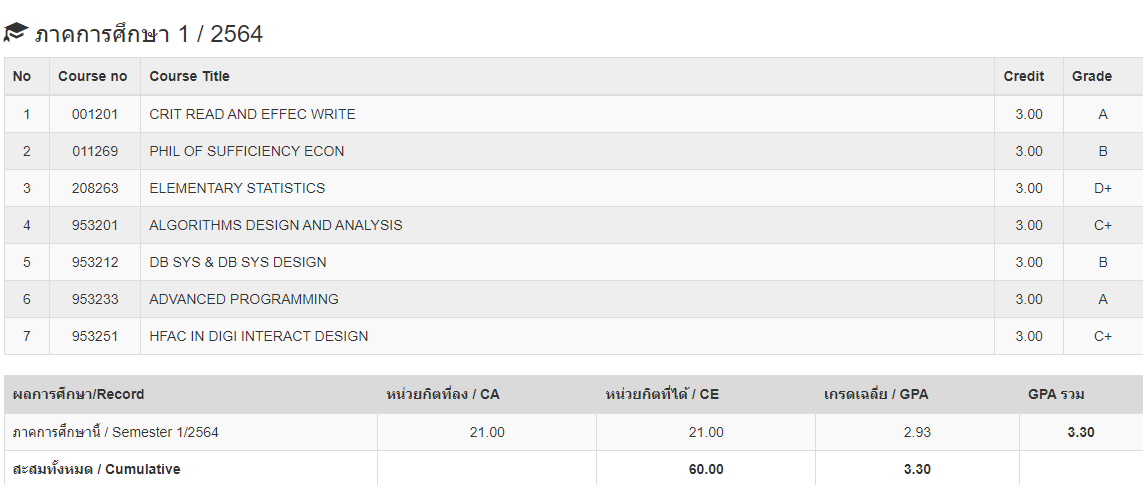 ภาคการศึกษา 1 / 2564
No Course no Course Title Credit Grade
1 001201 CRIT READ AND EFFEC WRITE 3.00 A
2 011269 PHIL OF SUFFICIENCY ECON 3.00 B
3 208263 ELEMENTARY STATISTICS 3.00 D+
4 953201 ALGORITHMS DESIGN AND ANALYSIS 3.00 C+
5 953212 DB SYS & DB SYS DESIGN 3.00 B
6 953233 ADVANCED PROGRAMMING 3.00 A
7 953251 HFAC IN DIGI INTERACT DESIGN 3.00 C+
ผลการศึกษา/Record หน่วยกิตที่ลง / CA หน่วยกิตที่ได้ / CE เกรดเฉลี่ย / GPA GPA รวม
ภาคการศึกษานี้ / Semester 1/2564 21.00 21.00 2.93 3.30
สะสมทั้งหมด / Cumulative 60.00 3.30